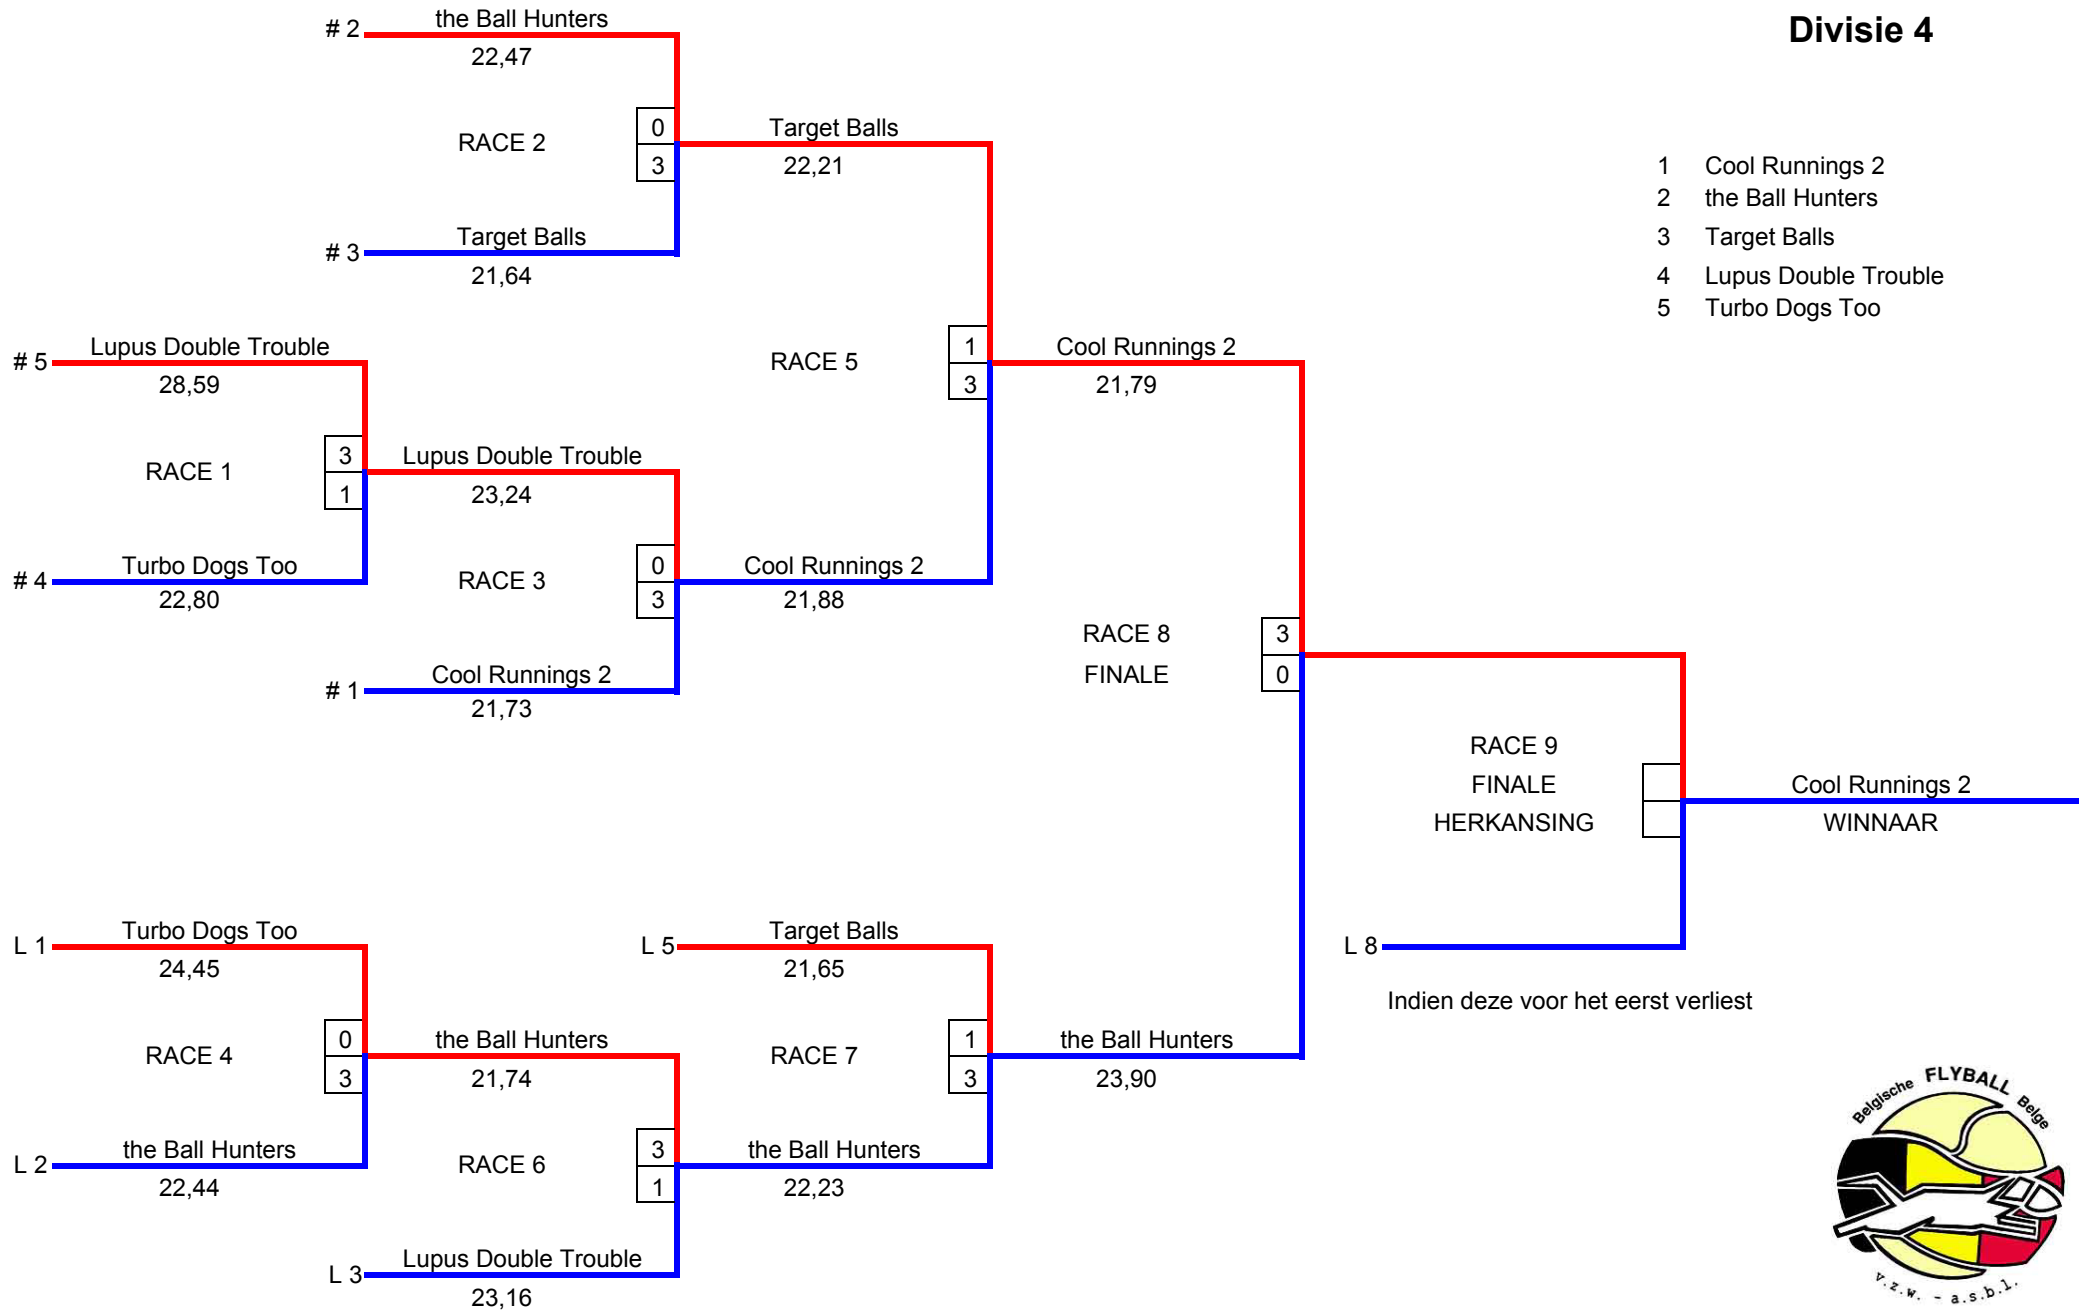 Divisie 4
# 2
the Ball Hunters
22,47
RACE 2
0
3
# 3
Target Balls
21,64
Target Balls
22,21
1 Cool Runnings 2
2 the Ball Hunters
3 Target Balls
4 Lupus Double Trouble
5 Turbo Dogs Too
# 5
Lupus Double Trouble
28,59
RACE 1
3
1
# 4
Turbo Dogs Too
22,80
Lupus Double Trouble
23,24
RACE 3
0
3
# 1
Cool Runnings 2
21,73
RACE 5
1
3
Cool Runnings 2
21,88
Cool Runnings 2
21,79
RACE 8
FINALE
3
0
RACE 9
FINALE
HERKANSING
Cool Runnings 2
WINNAAR
L 1
Turbo Dogs Too
24,45
RACE 4
0
3
L 2
the Ball Hunters
22,44
the Ball Hunters
21,74
RACE 6
3
1
L 3
Lupus Double Trouble
23,16
L 5
Target Balls
21,65
RACE 7
1
3
the Ball Hunters
22,23
the Ball Hunters
23,90
L 8
Indien deze voor het eerst verliest
Belgische FLYBALL Belge
v.z.w. - a.s.b.l.